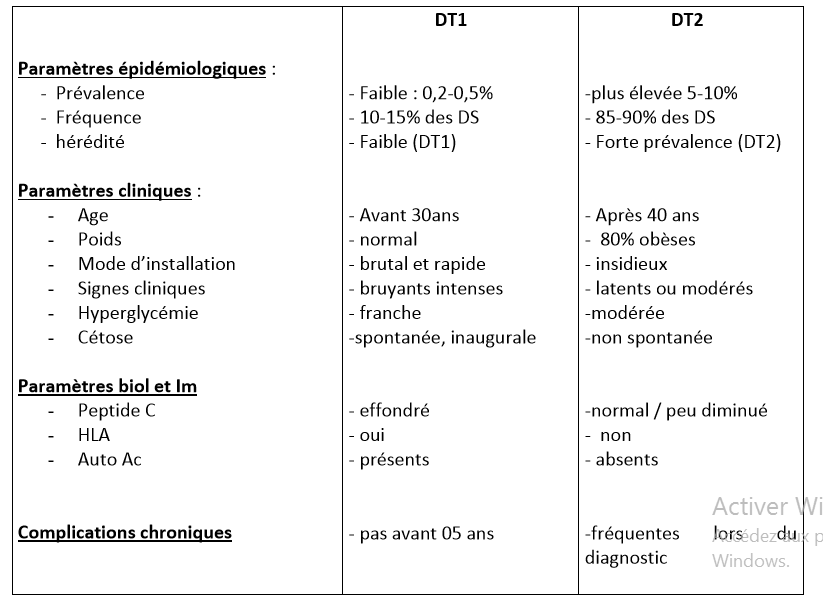 DT1 DT2
Paramètres épidémiologiques :
- Prévalence - Faible : 0,2-0,5% -plus élevée 5-10%
- Fréquence - 10-15% des DS - 85-90% des DS
- hérédité - Faible (DT1) - Forte prévalence (DT2)
Paramètres cliniques :
- Age - Avant 30ans - Après 40 ans
- Poids - normal - 80% obèses
- Mode d'installation - brutal et rapide - insidieux
- Signes cliniques - bruyants intenses - latents ou modérés
- Hyperglycémie - franche -modérée
- Cétose -spontanée, inaugurale -non spontanée
Paramètres biol et Im
- Peptide C - effondré -normal / peu diminué
- HLA - oui - non
- Auto Ac - présents - absents
Complications chroniques - pas avant 05 ans -fréquentes lors du
diagnostic
Activer Wi
Accédez aux p
Windows.